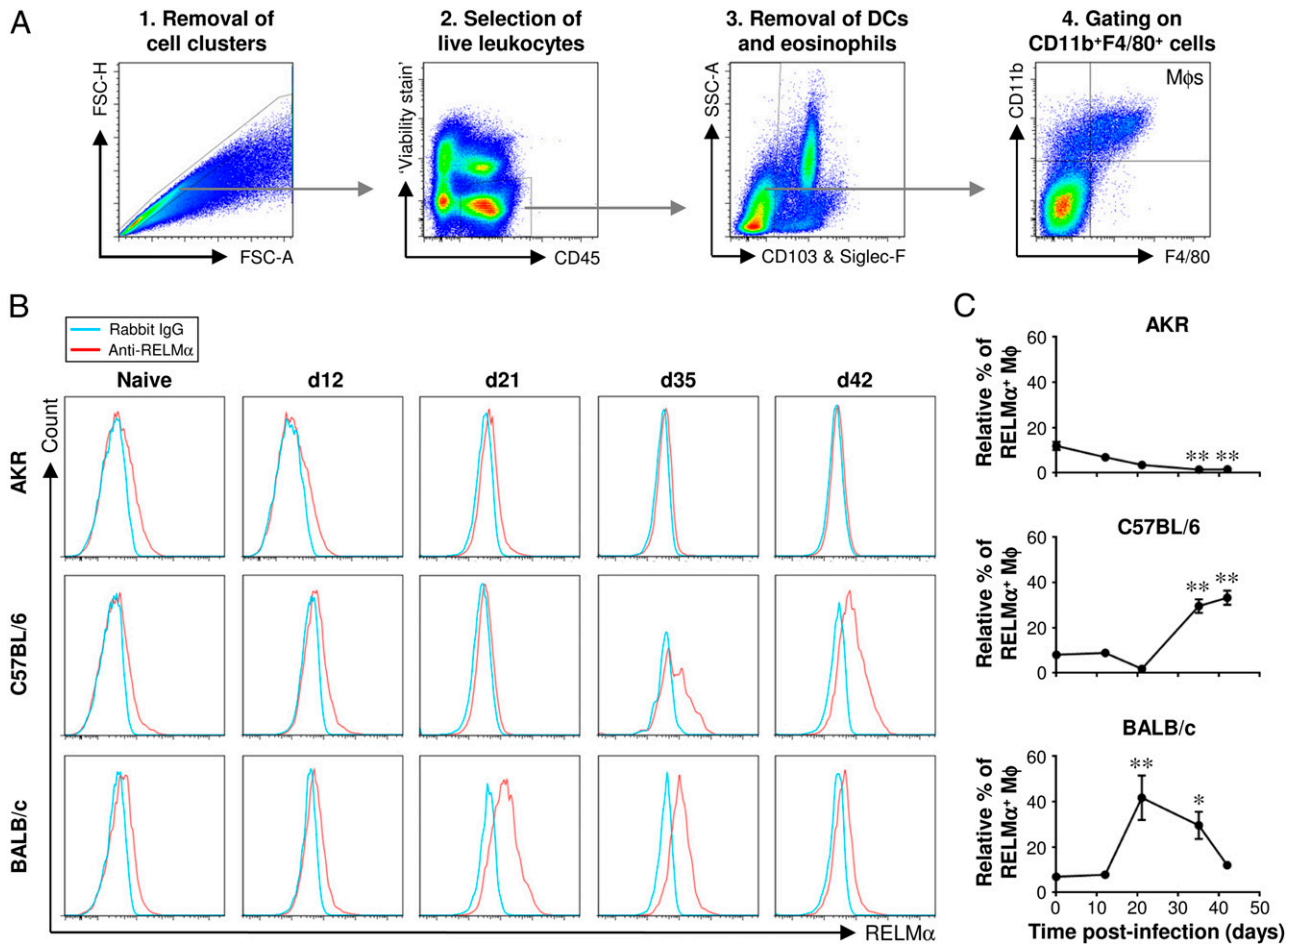 A
1. Removal of
cell clusters
2. Selection of
live leukocytes
3. Removal of DCs
and eosinophils
4. Gating on
CD11b⁺F4/80⁺ cells
FSC-H
FSC-A
'Viability stain'
CD45
SSC-A
CD103 & Siglec-F
CD11b
Mϕs
F4/80
B
Rabbit IgG
Anti-RELMα
Naive
d12
d21
d35
d42
Count
AKR
C57BL/6
BALB/c
RELMα
C
AKR
Relative % of
RELMα⁺ Mϕ
60
40
20
0
** **
C57BL/6
Relative % of
RELMα⁺ Mϕ
60
40
20
0
** **
BALB/c
Relative % of
RELMα⁺ Mϕ
60
40
20
0
**
*
0 10 20 30 40 50
Time post-infection (days)